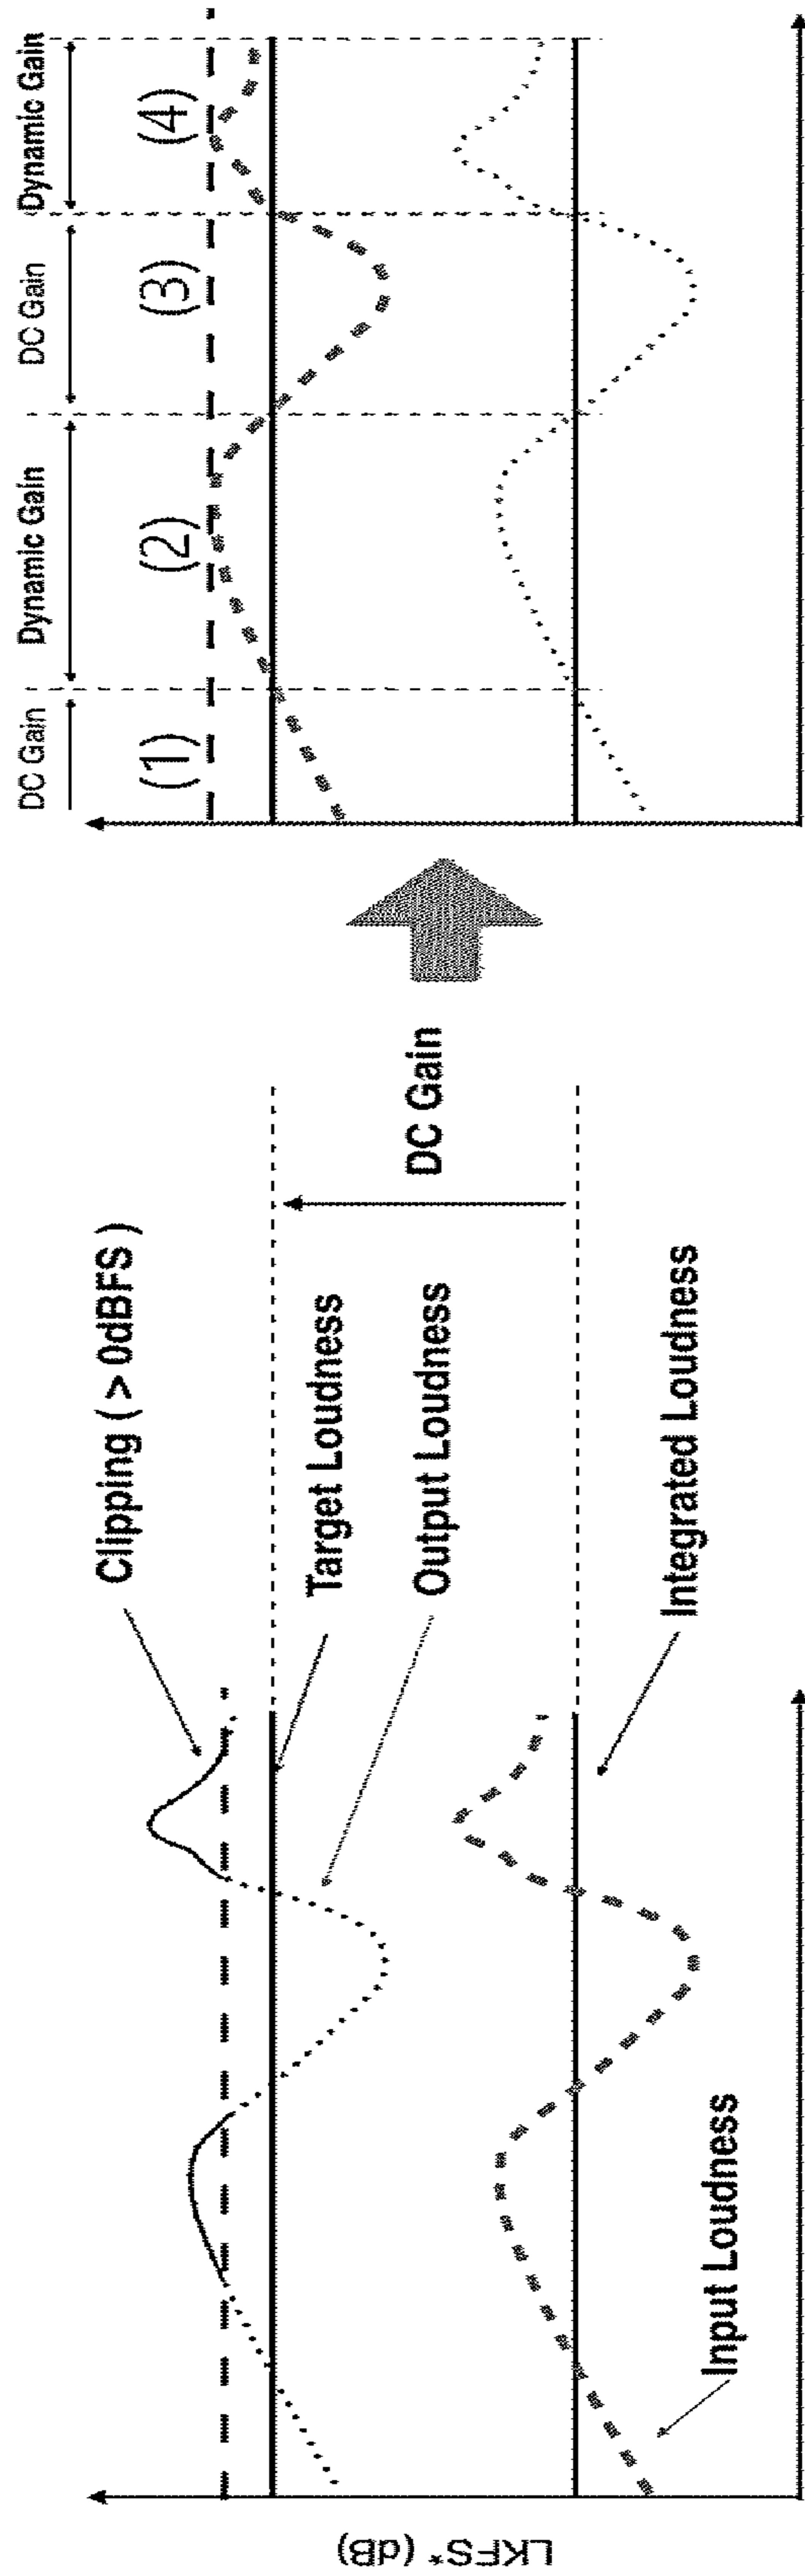 LKFS* (dB)
Clipping ( > 0dBFS )
Target Loudness
Output Loudness
Integrated Loudness
Input Loudness
DC Gain
DC Gain
Dynamic Gain
DC Gain
Dynamic Gain
(1)
(2)
(3)
(4)